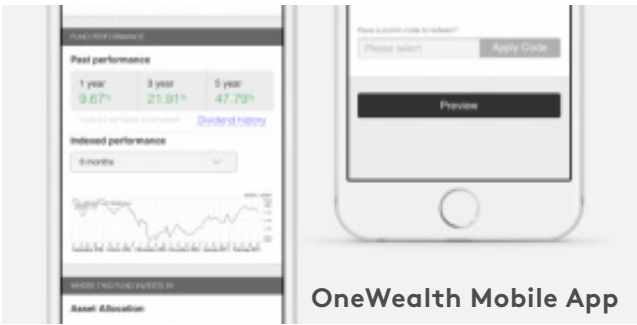 FUND PERFORMANCE
Past performance
1 year 3 year 5 year
9.67% 21.91% 47.79%
Dividend history
Indexed performance
6 months
WHERE THIS FUND INVESTS IN
Asset Allocation
Have a promo code to redeem?
Please select Apply Code
Preview
OneWealth Mobile App